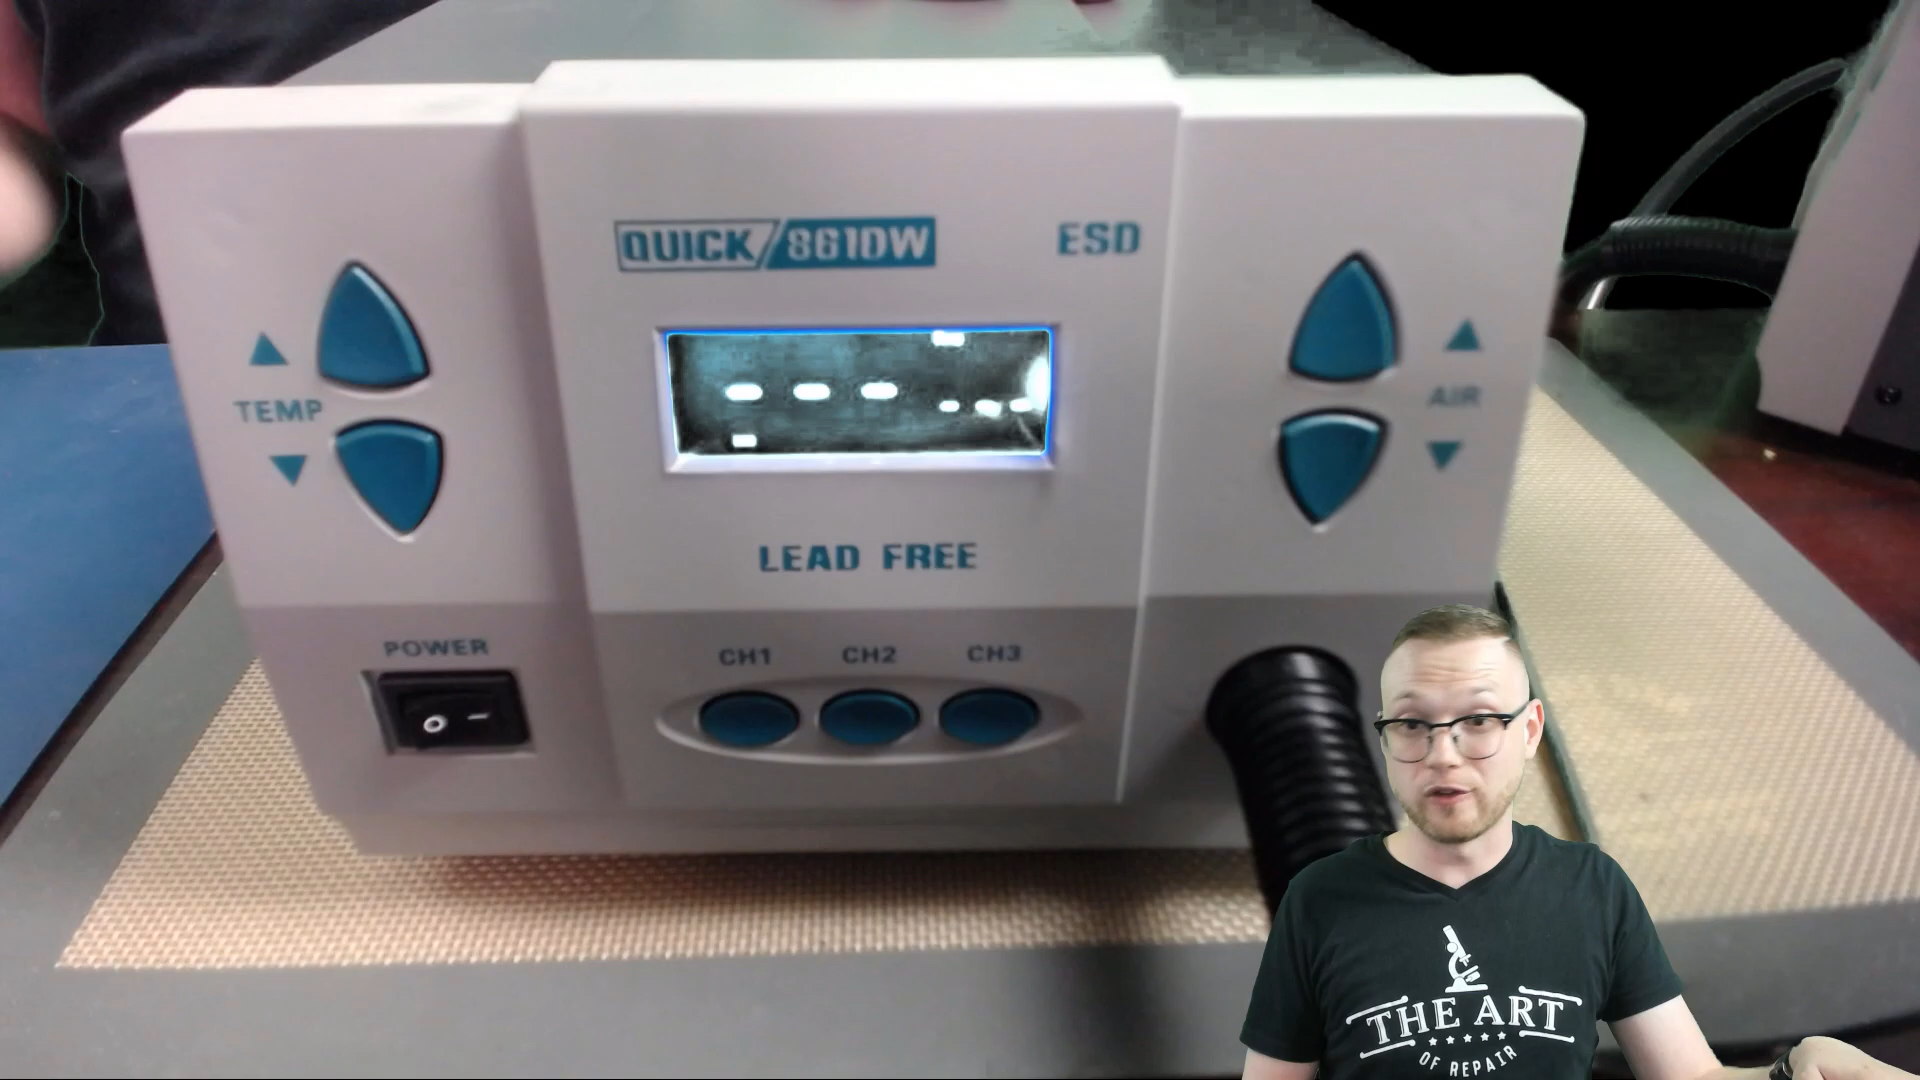 QUICK 861DW
ESD
TEMP
AIR
LEAD FREE
POWER
CH1 CH2 CH3
THE ART
OF REPAIR